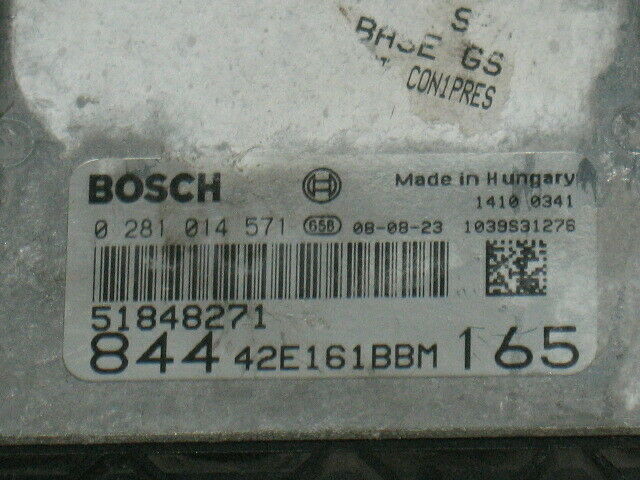 S
BASE GS
CON1PRES
BOSCH Made in Hungary
1410 0341
0 281 014 571 658 08-08-23 1039S31276
51848271
844 42E161BBM 165